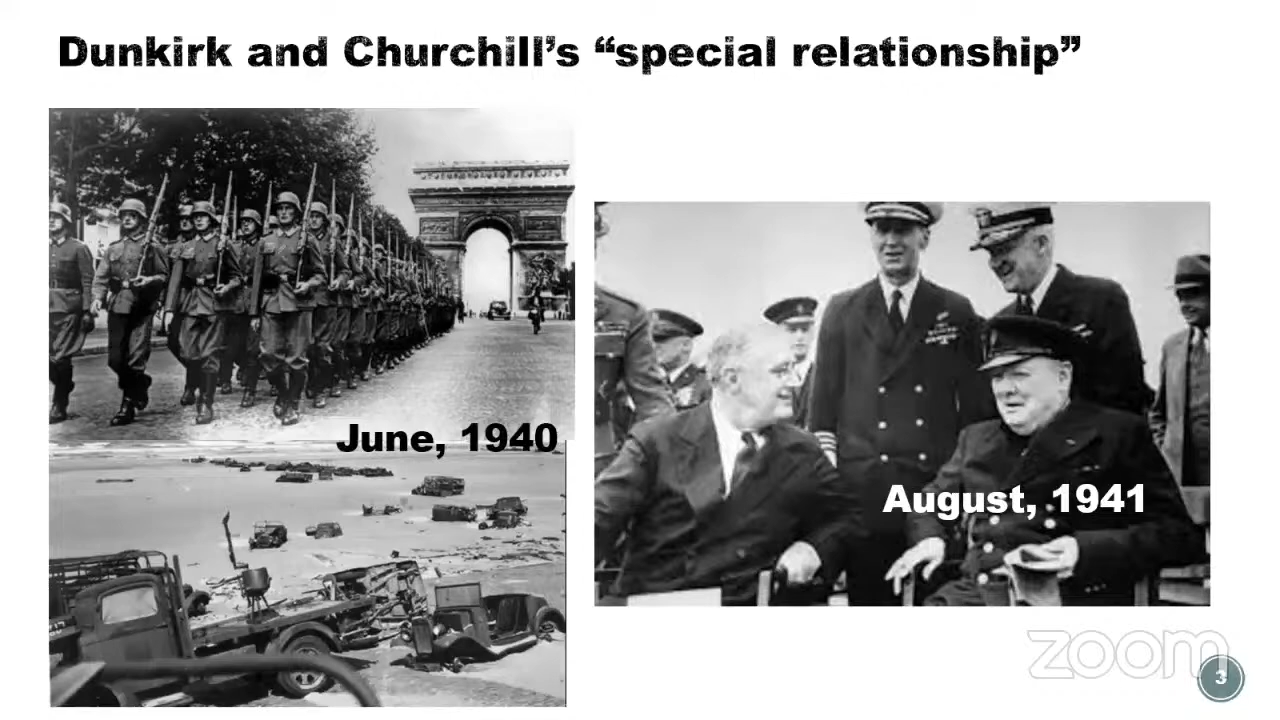 Dunkirk and Churchill’s “special relationship”
June, 1940
August, 1941
zoom
3